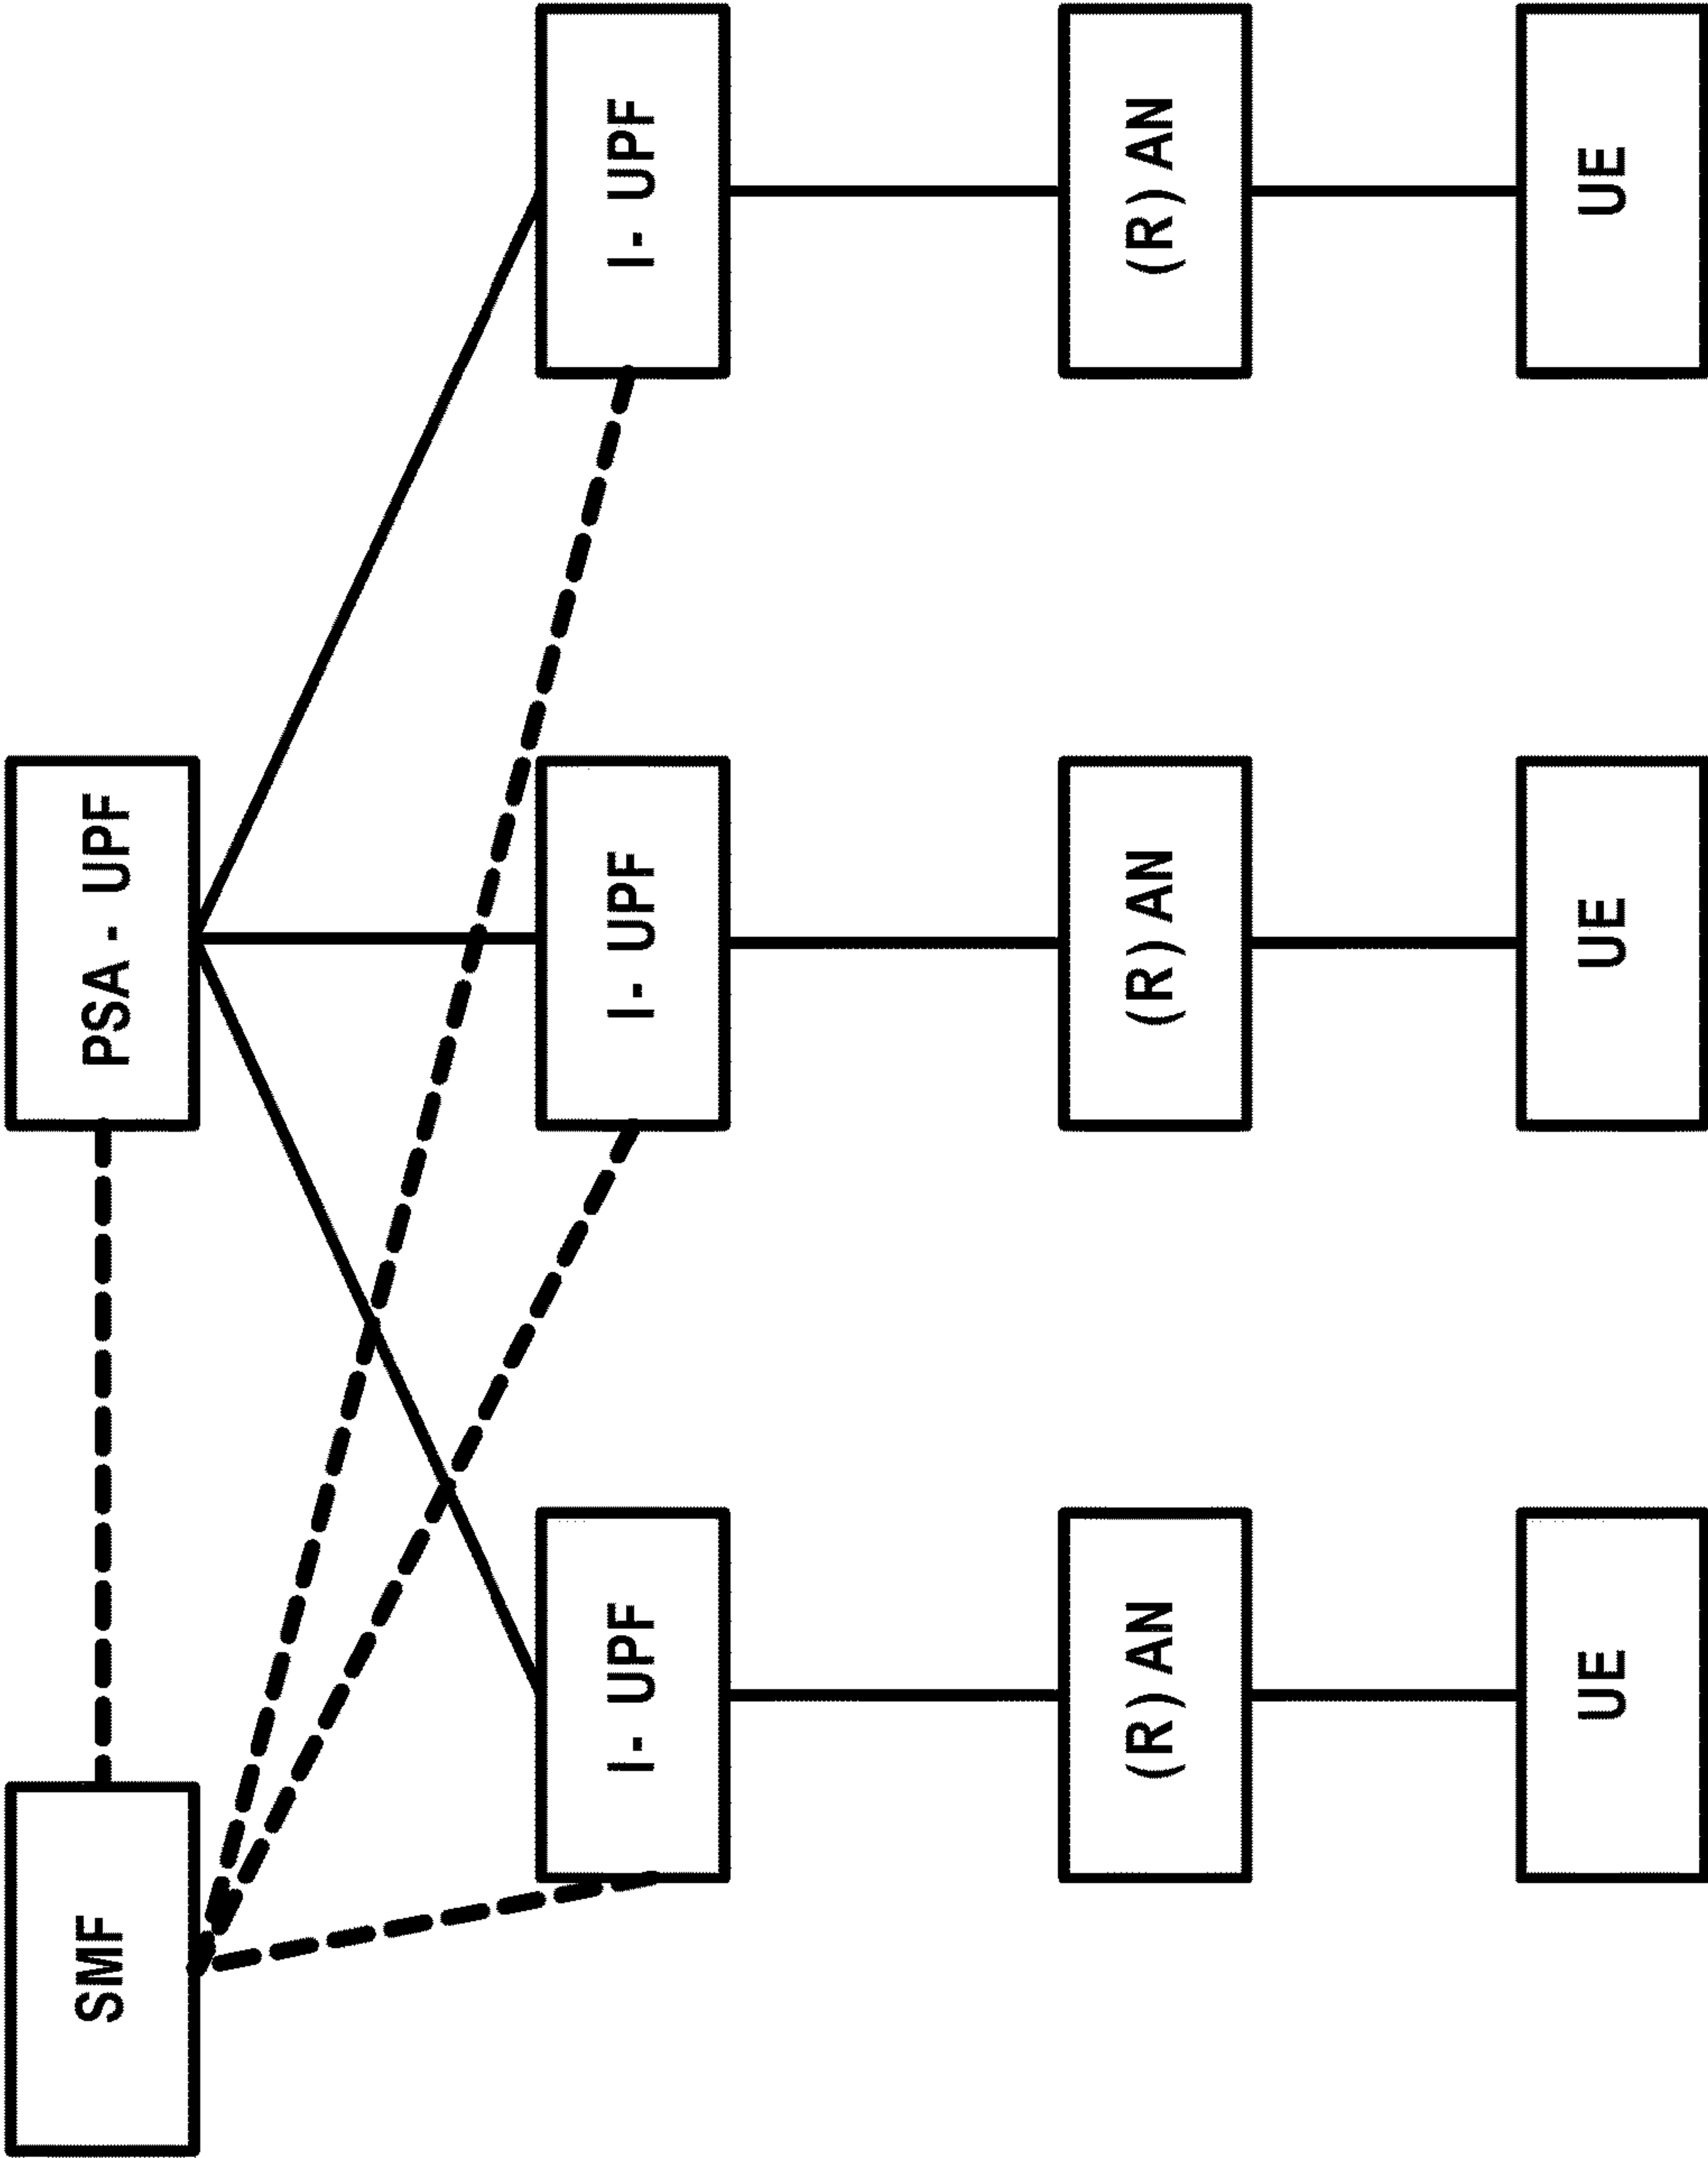 SMF
PSA - UPF
I- UPF
I- UPF
I- UPF
(R) AN
(R) AN
(R) AN
UE
UE
UE